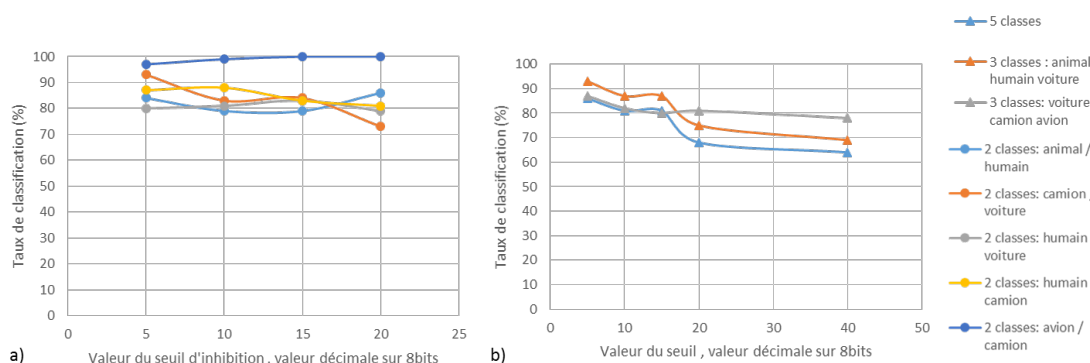 100
90
80
70
60
50
40
30
20
10
0
Taux de classification (%)
0 5 10 15 20 25
Valeur du seuil d'inhibition , valeur décimale sur 8bits
a)
100
90
80
70
60
50
40
30
20
10
0
Taux de classification (%)
0 10 20 30 40 50
Valeur du seuil , valeur décimale sur 8bits
b)
5 classes
3 classes : animal
humain voiture
3 classes: voiture
camion avion
2 classes: animal /
humain
2 classes: camion /
voiture
2 classes: humain
voiture
2 classes: humain
camion
2 classes: avion /
camion